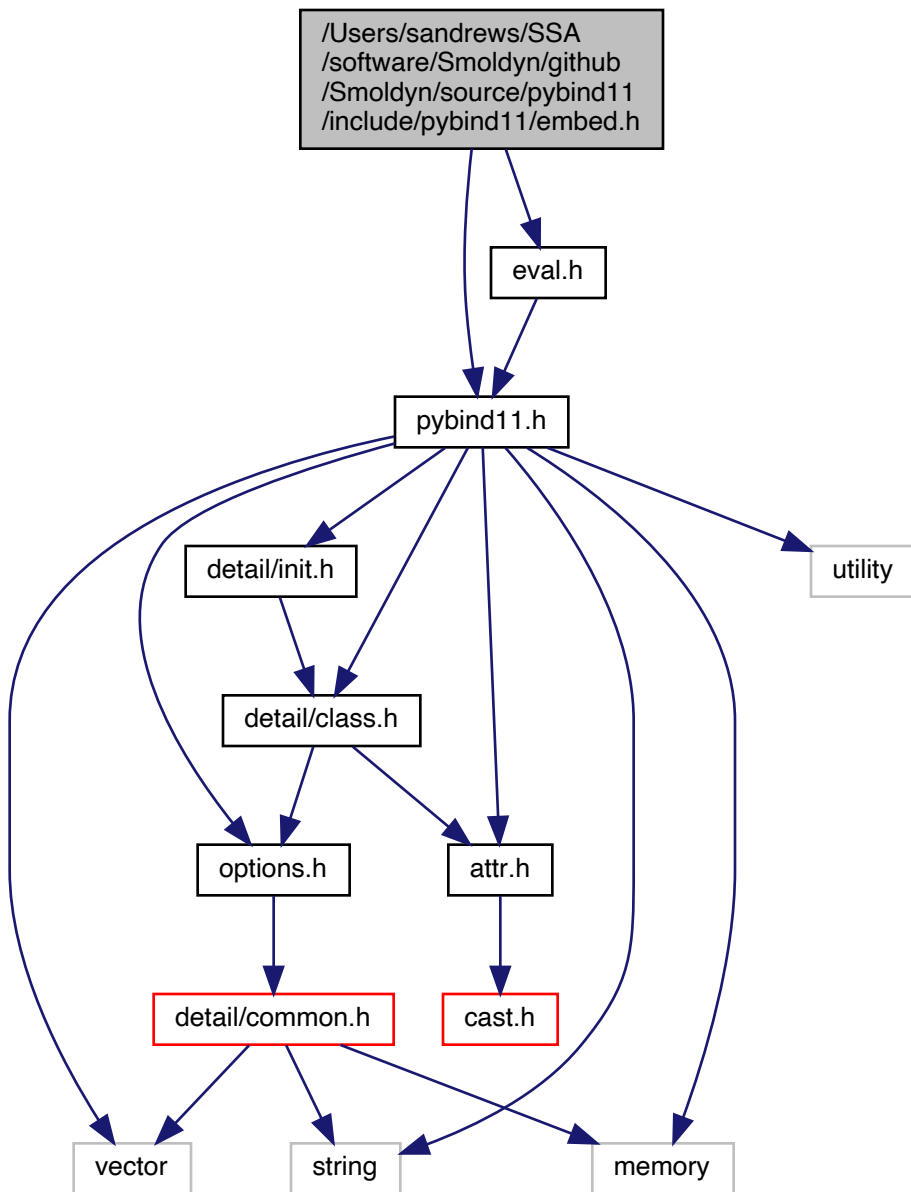 /Users/sandrews/SSA
/software/Smoldyn/github
/Smoldyn/source/pybind11
/include/pybind11/embed.h
eval.h
pybind11.h
detail/init.h
utility
detail/class.h
options.h
attr.h
detail/common.h
cast.h
vector
string
memory